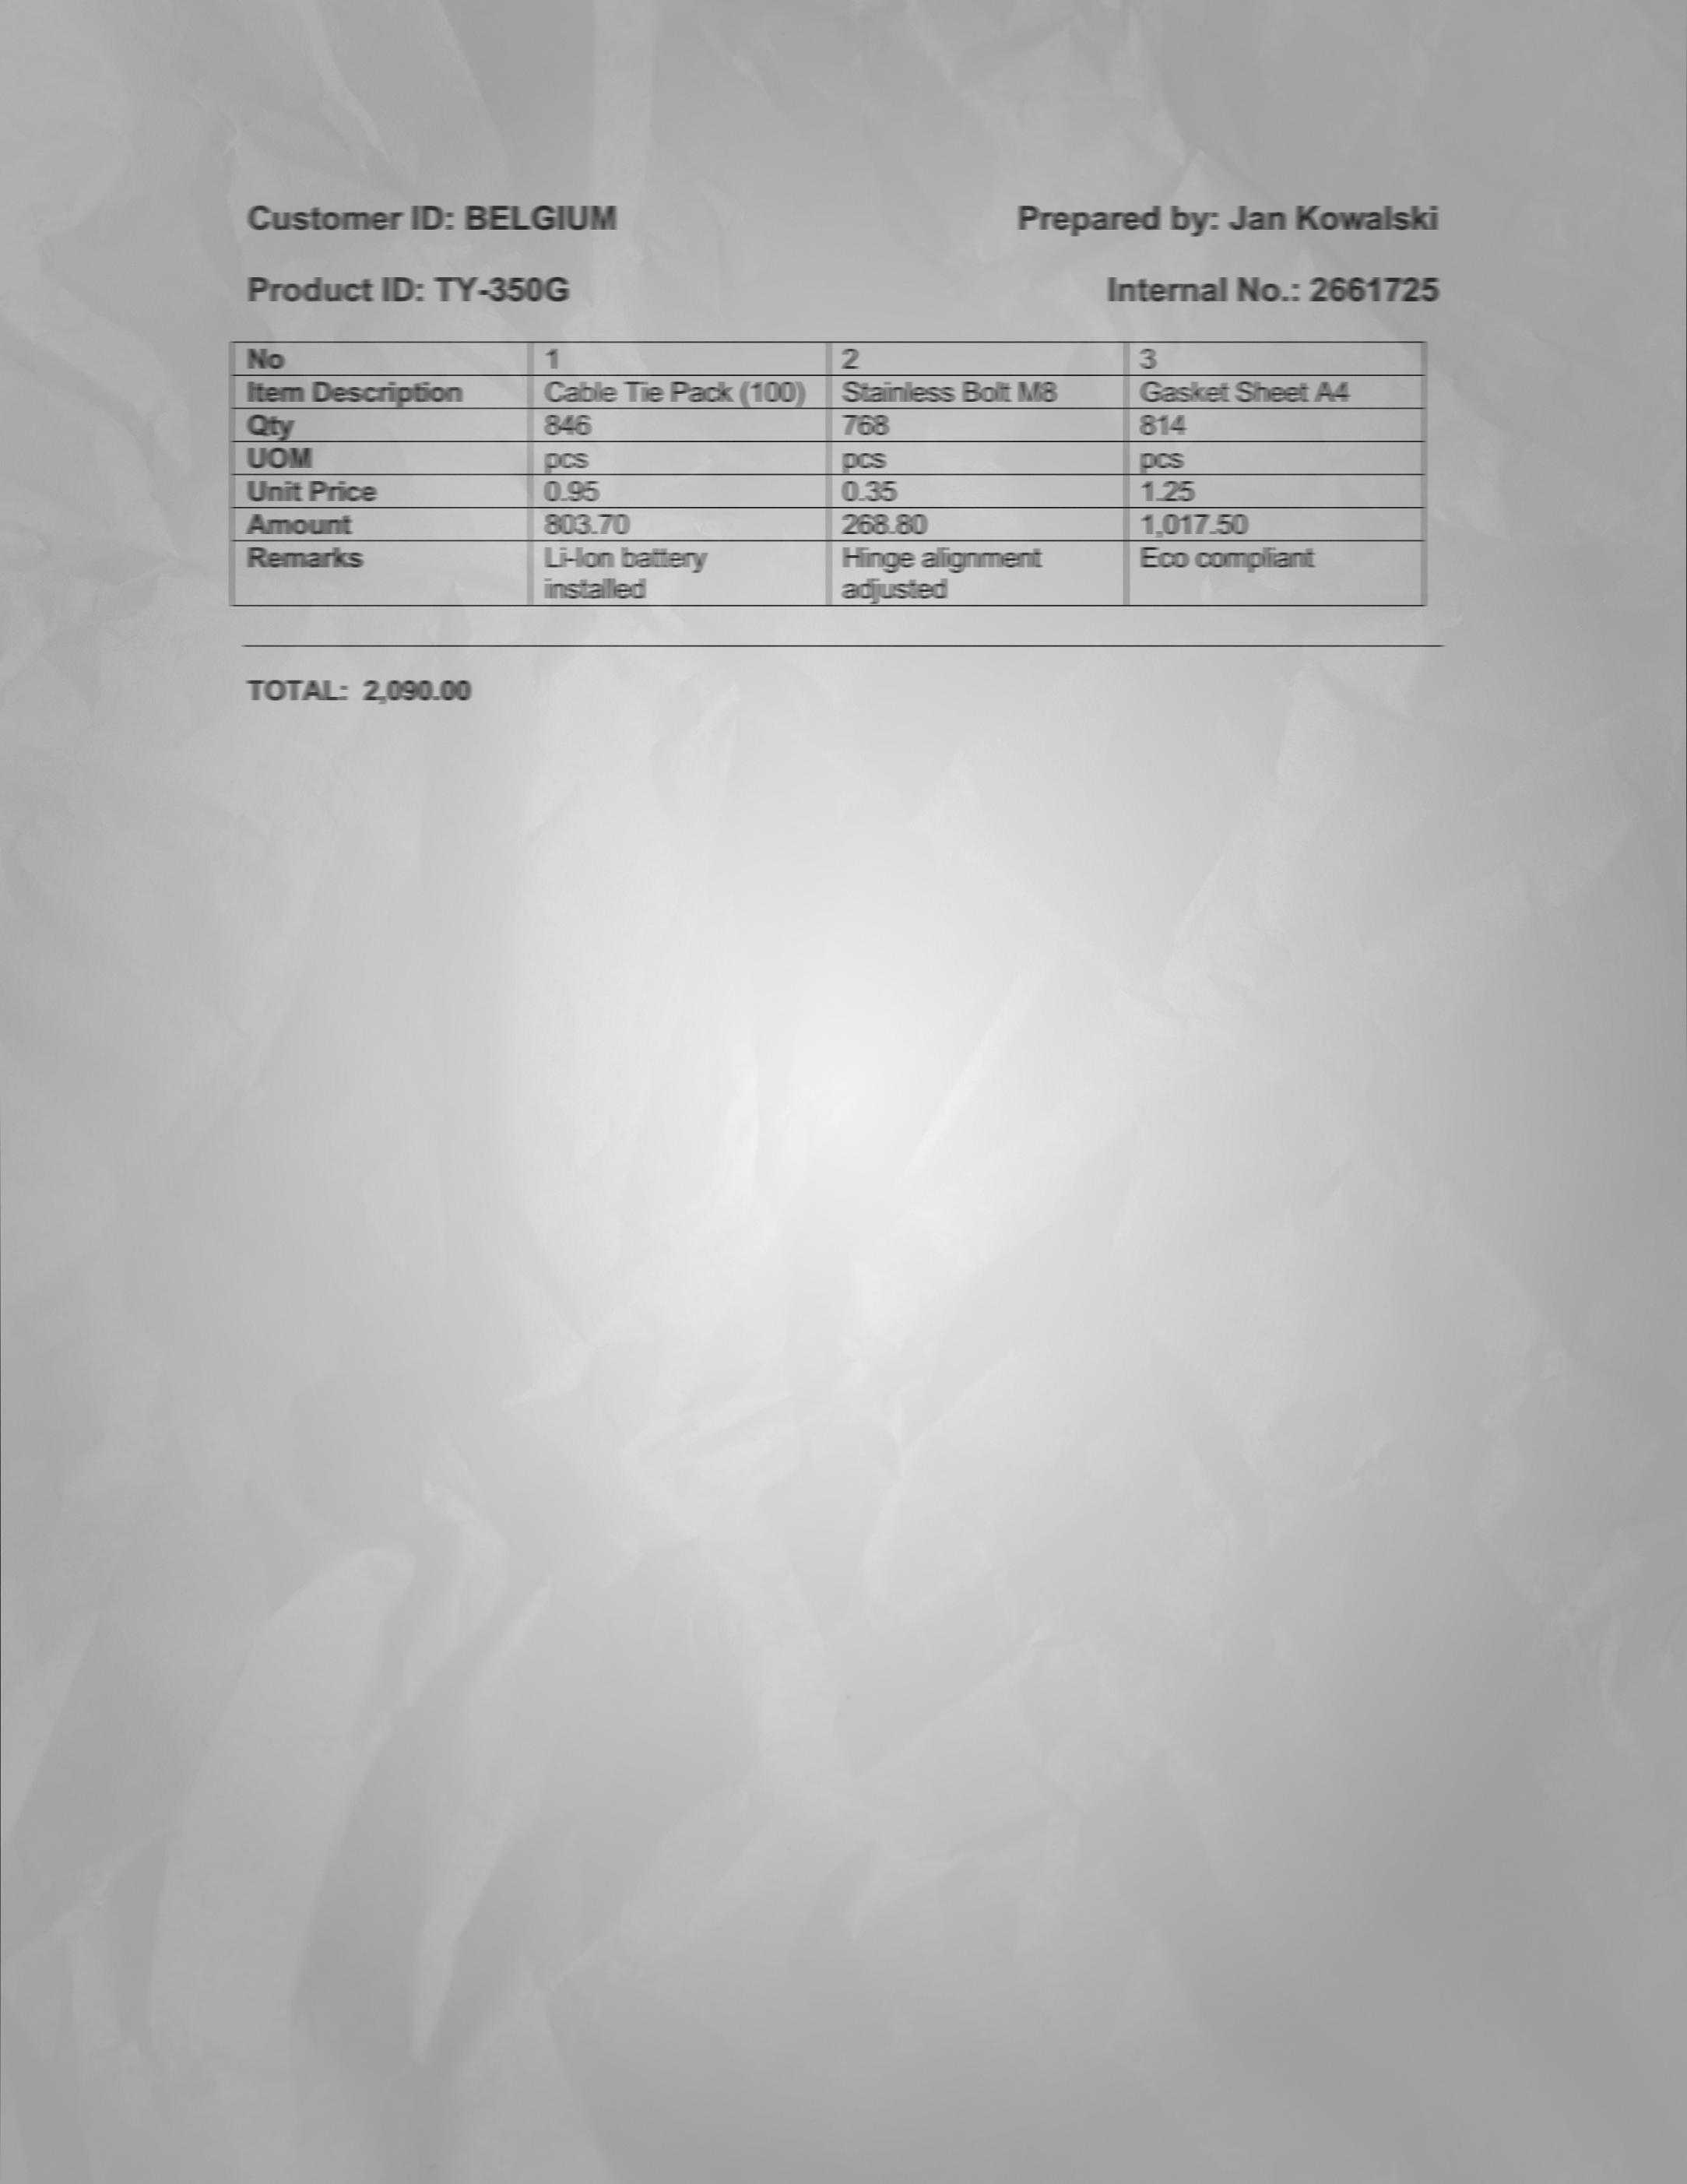 Customer ID: BELGIUM Prepared by: Jan Kowalski
Product ID: TY-350G Internal No.: 2661725
No 1 2 3
Item Description Cable Tie Pack (100) Stainless Bolt M8 Gasket Sheet A4
Qty 846 768 814
UOM pcs pcs pcs
Unit Price 0.95 0.35 1.25
Amount 803.70 268.80 1,017.50
Remarks Li-Ion battery Hinge alignment Eco compliant
installed adjusted
TOTAL: 2,090.00